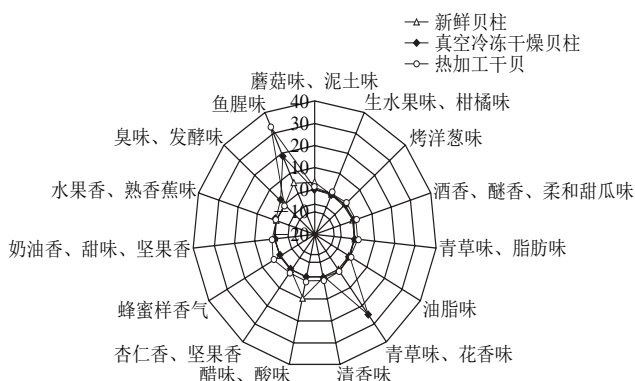 新鲜贝柱
真空冷冻干燥贝柱
热加工干贝
蘑菇味、泥土味
生水果味、柑橘味
烤洋葱味
酒香、醚香、柔和甜瓜味
青草味、脂肪味
油脂味
青草味、花香味
清香味
醋味、酸味
杏仁香、坚果香
蜂蜜样香气
奶油香、甜味、坚果香
水果香、熟香蕉味
臭味、发酵味
鱼腥味
40
30
20
10
0
10
20